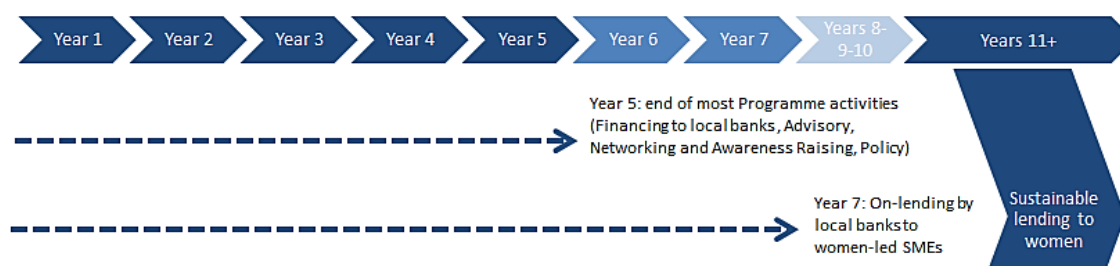 Year 1
Year 2
Year 3
Year 4
Year 5
Year 6
Year 7
Years 8-
9-10
Years 11+
Year 5: end of most Programme activities
(Financing to local banks, Advisory,
Networking and Awareness Raising, Policy)
Year 7: On-lending by
local banks to
women-led SMEs
Sustainable
lending to
women